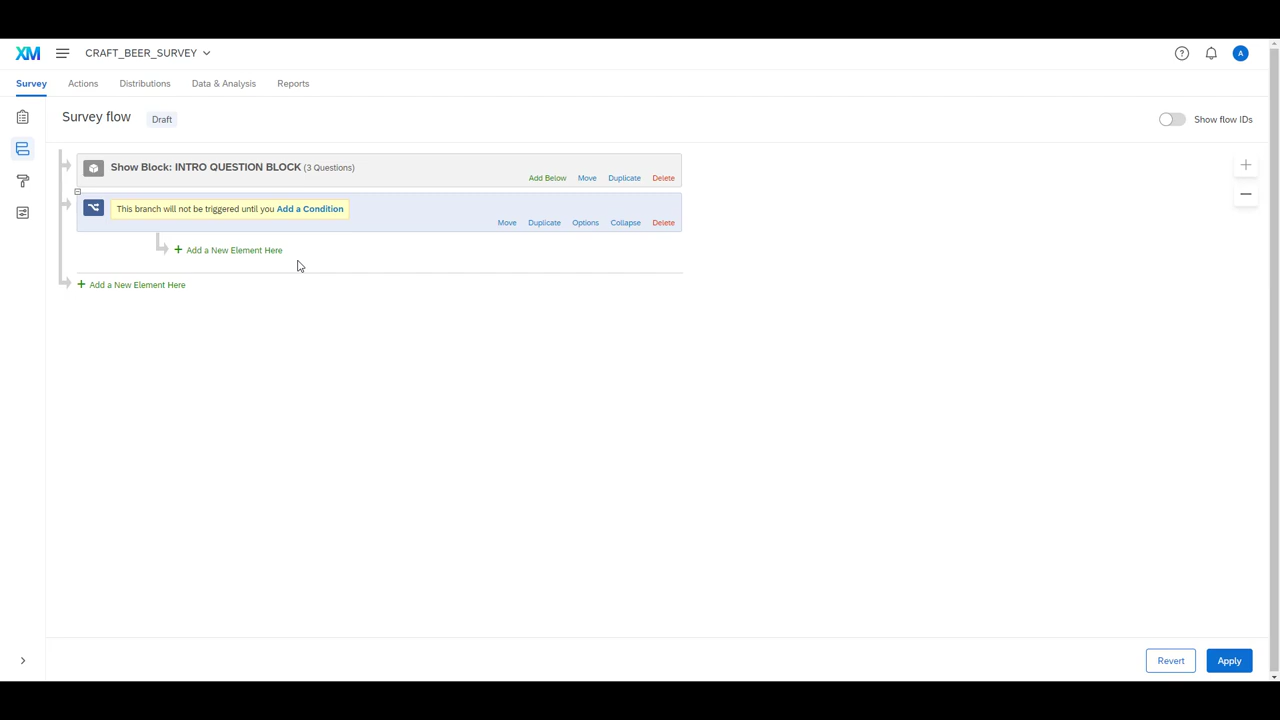 XM CRAFT_BEER_SURVEY A
Survey Actions Distributions Data & Analysis Reports
Survey flow Draft Show flow IDs
Show Block: INTRO QUESTION BLOCK (3 Questions)
Add Below Move Duplicate Delete
This branch will not be triggered until you Add a Condition
Move Duplicate Options Collapse Delete
+ Add a New Element Here
+ Add a New Element Here
Revert Apply